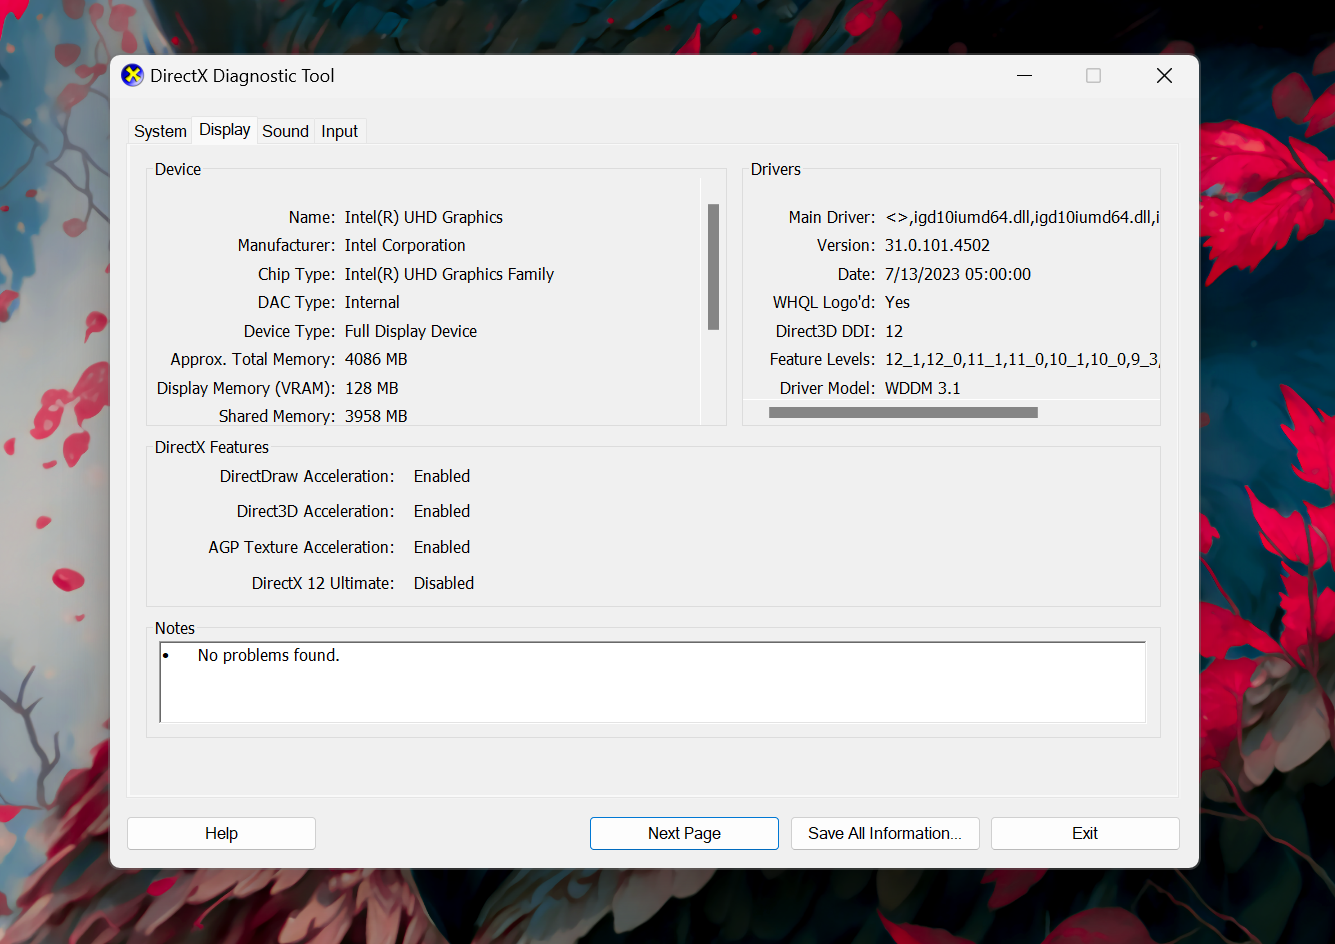 DirectX Diagnostic Tool
System Display Sound Input
Device
Name: Intel(R) UHD Graphics
Manufacturer: Intel Corporation
Chip Type: Intel(R) UHD Graphics Family
DAC Type: Internal
Device Type: Full Display Device
Approx. Total Memory: 4086 MB
Display Memory (VRAM): 128 MB
Shared Memory: 3958 MB
Drivers
Main Driver: <>,igd10iumd64.dll,igd10iumd64.dll,i
Version: 31.0.101.4502
Date: 7/13/2023 05:00:00
WHQL Logo'd: Yes
Direct3D DDI: 12
Feature Levels: 12_1,12_0,11_1,11_0,10_1,10_0,9_3,
Driver Model: WDDM 3.1
DirectX Features
DirectDraw Acceleration: Enabled
Direct3D Acceleration: Enabled
AGP Texture Acceleration: Enabled
DirectX 12 Ultimate: Disabled
Notes
• No problems found.
Help Next Page Save All Information... Exit